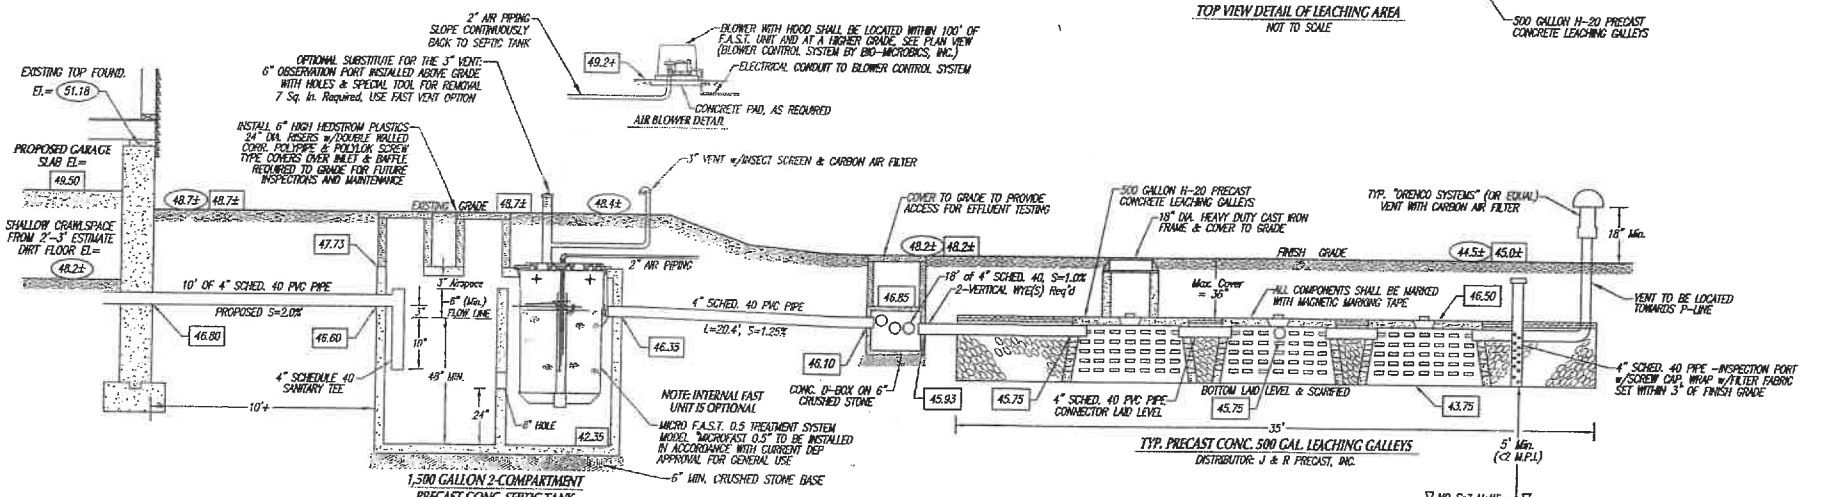 TOP VIEW DETAIL OF LEACHING AREA
NOT TO SCALE
500 GALLON H-20 PRECAST
CONCRETE LEACHING GALLEYS
2" AIR PIPING
SLOPE CONTINUOUSLY
BACK TO SEPTIC TANK
BLOWER WITH HOOD SHALL BE LOCATED WITHIN 100' OF
F.A.S.T. UNIT AND AT A HIGHER GRADE, SEE PLAN VIEW
(BLOWER CONTROL SYSTEM BY BIO-MICROBICS, INC.)
49.2±
ELECTRICAL CONDUIT TO BLOWER CONTROL SYSTEM
CONCRETE PAD, AS REQUIRED
AIR BLOWER DETAIL
OPTIONAL SUBSTITUTE FOR THE 3" VENT:
6" OBSERVATION PORT INSTALLED ABOVE GRADE
WITH HOLES & SPECIAL TOOL FOR REMOVAL
7 Sq. In. Required, USE FAST VENT OPTION
EXISTING TOP FOUND.
EL= 51.18
INSTALL 6" HIGH HEDSTROM PLASTICS
24" DIA. RISERS w/DOUBLE WALLED
CORR. POLYPIPE & POLYLOK SCREW
TYPE COVERS OVER INLET & BAFFLE
REQUIRED TO GRADE FOR FUTURE
INSPECTIONS AND MAINTENANCE
PROPOSED GARAGE
SLAB EL=
49.50
3" VENT w/INSECT SCREEN & CARBON AIR FILTER
48.7± 48.7±
EXISTING GRADE
48.7±
48.4±
COVER TO GRADE TO PROVIDE
ACCESS FOR EFFLUENT TESTING
500 GALLON H-20 PRECAST
CONCRETE LEACHING GALLEYS
18" DIA. HEAVY DUTY CAST IRON
FRAME & COVER TO GRADE
TYP. "ORENCO SYSTEMS" (OR EQUAL)
VENT WITH CARBON AIR FILTER
18" Min.
SHALLOW CRAWLSPACE
FROM 2'-3' ESTIMATE
DIRT FLOOR EL=
48.2±
47.73
48.2± 48.2±
FINISH GRADE
44.5± 45.0±
2" AIR PIPING
10' OF 4" SCHED. 40 PVC PIPE
PROPOSED S=2.0%
3" Airspace
6" (Min.)
FLOW LINE
3"
10"
46.80
46.60
4" SCHED. 40 PVC PIPE
L=20.4', S=1.25%
46.85
18' of 4" SCHED. 40, S=1.0%
2-VERTICAL WYE(S) Req'd
Max. Cover
= 36"
ALL COMPONENTS SHALL BE MARKED
WITH MAGNETIC MARKING TAPE
46.50
VENT TO BE LOCATED
TOWARDS P-LINE
46.35
46.10
4" SCHEDULE 40
SANITARY TEE
48" MIN.
24"
8" HOLE
10'+
42.35
NOTE: INTERNAL FAST
UNIT IS OPTIONAL
CONC. D-BOX ON 6"
CRUSHED STONE
45.93
45.75
4" SCHED. 40 PVC PIPE
CONNECTOR LAID LEVEL
BOTTOM LAID LEVEL & SCARIFIED
45.75
43.75
4" SCHED. 40 PIPE -INSPECTION PORT
w/SCREW CAP, WRAP w/FILTER FABRIC
SET WITHIN 3" OF FINISH GRADE
MICRO F.A.S.T. 0.5 TREATMENT SYSTEM
MODEL "MICROFAST 0.5" TO BE INSTALLED
IN ACCORDANCE WITH CURRENT DEP
APPROVAL FOR GENERAL USE
35'
TYP. PRECAST CONC. 500 GAL. LEACHING GALLEYS
DISTRIBUTOR: J & R PRECAST, INC.
5' Min.
(<2 M.P.I.)
6" MIN. CRUSHED STONE BASE
1,500 GALLON 2-COMPARTMENT
PRECAST CONC. SEPTIC TANK